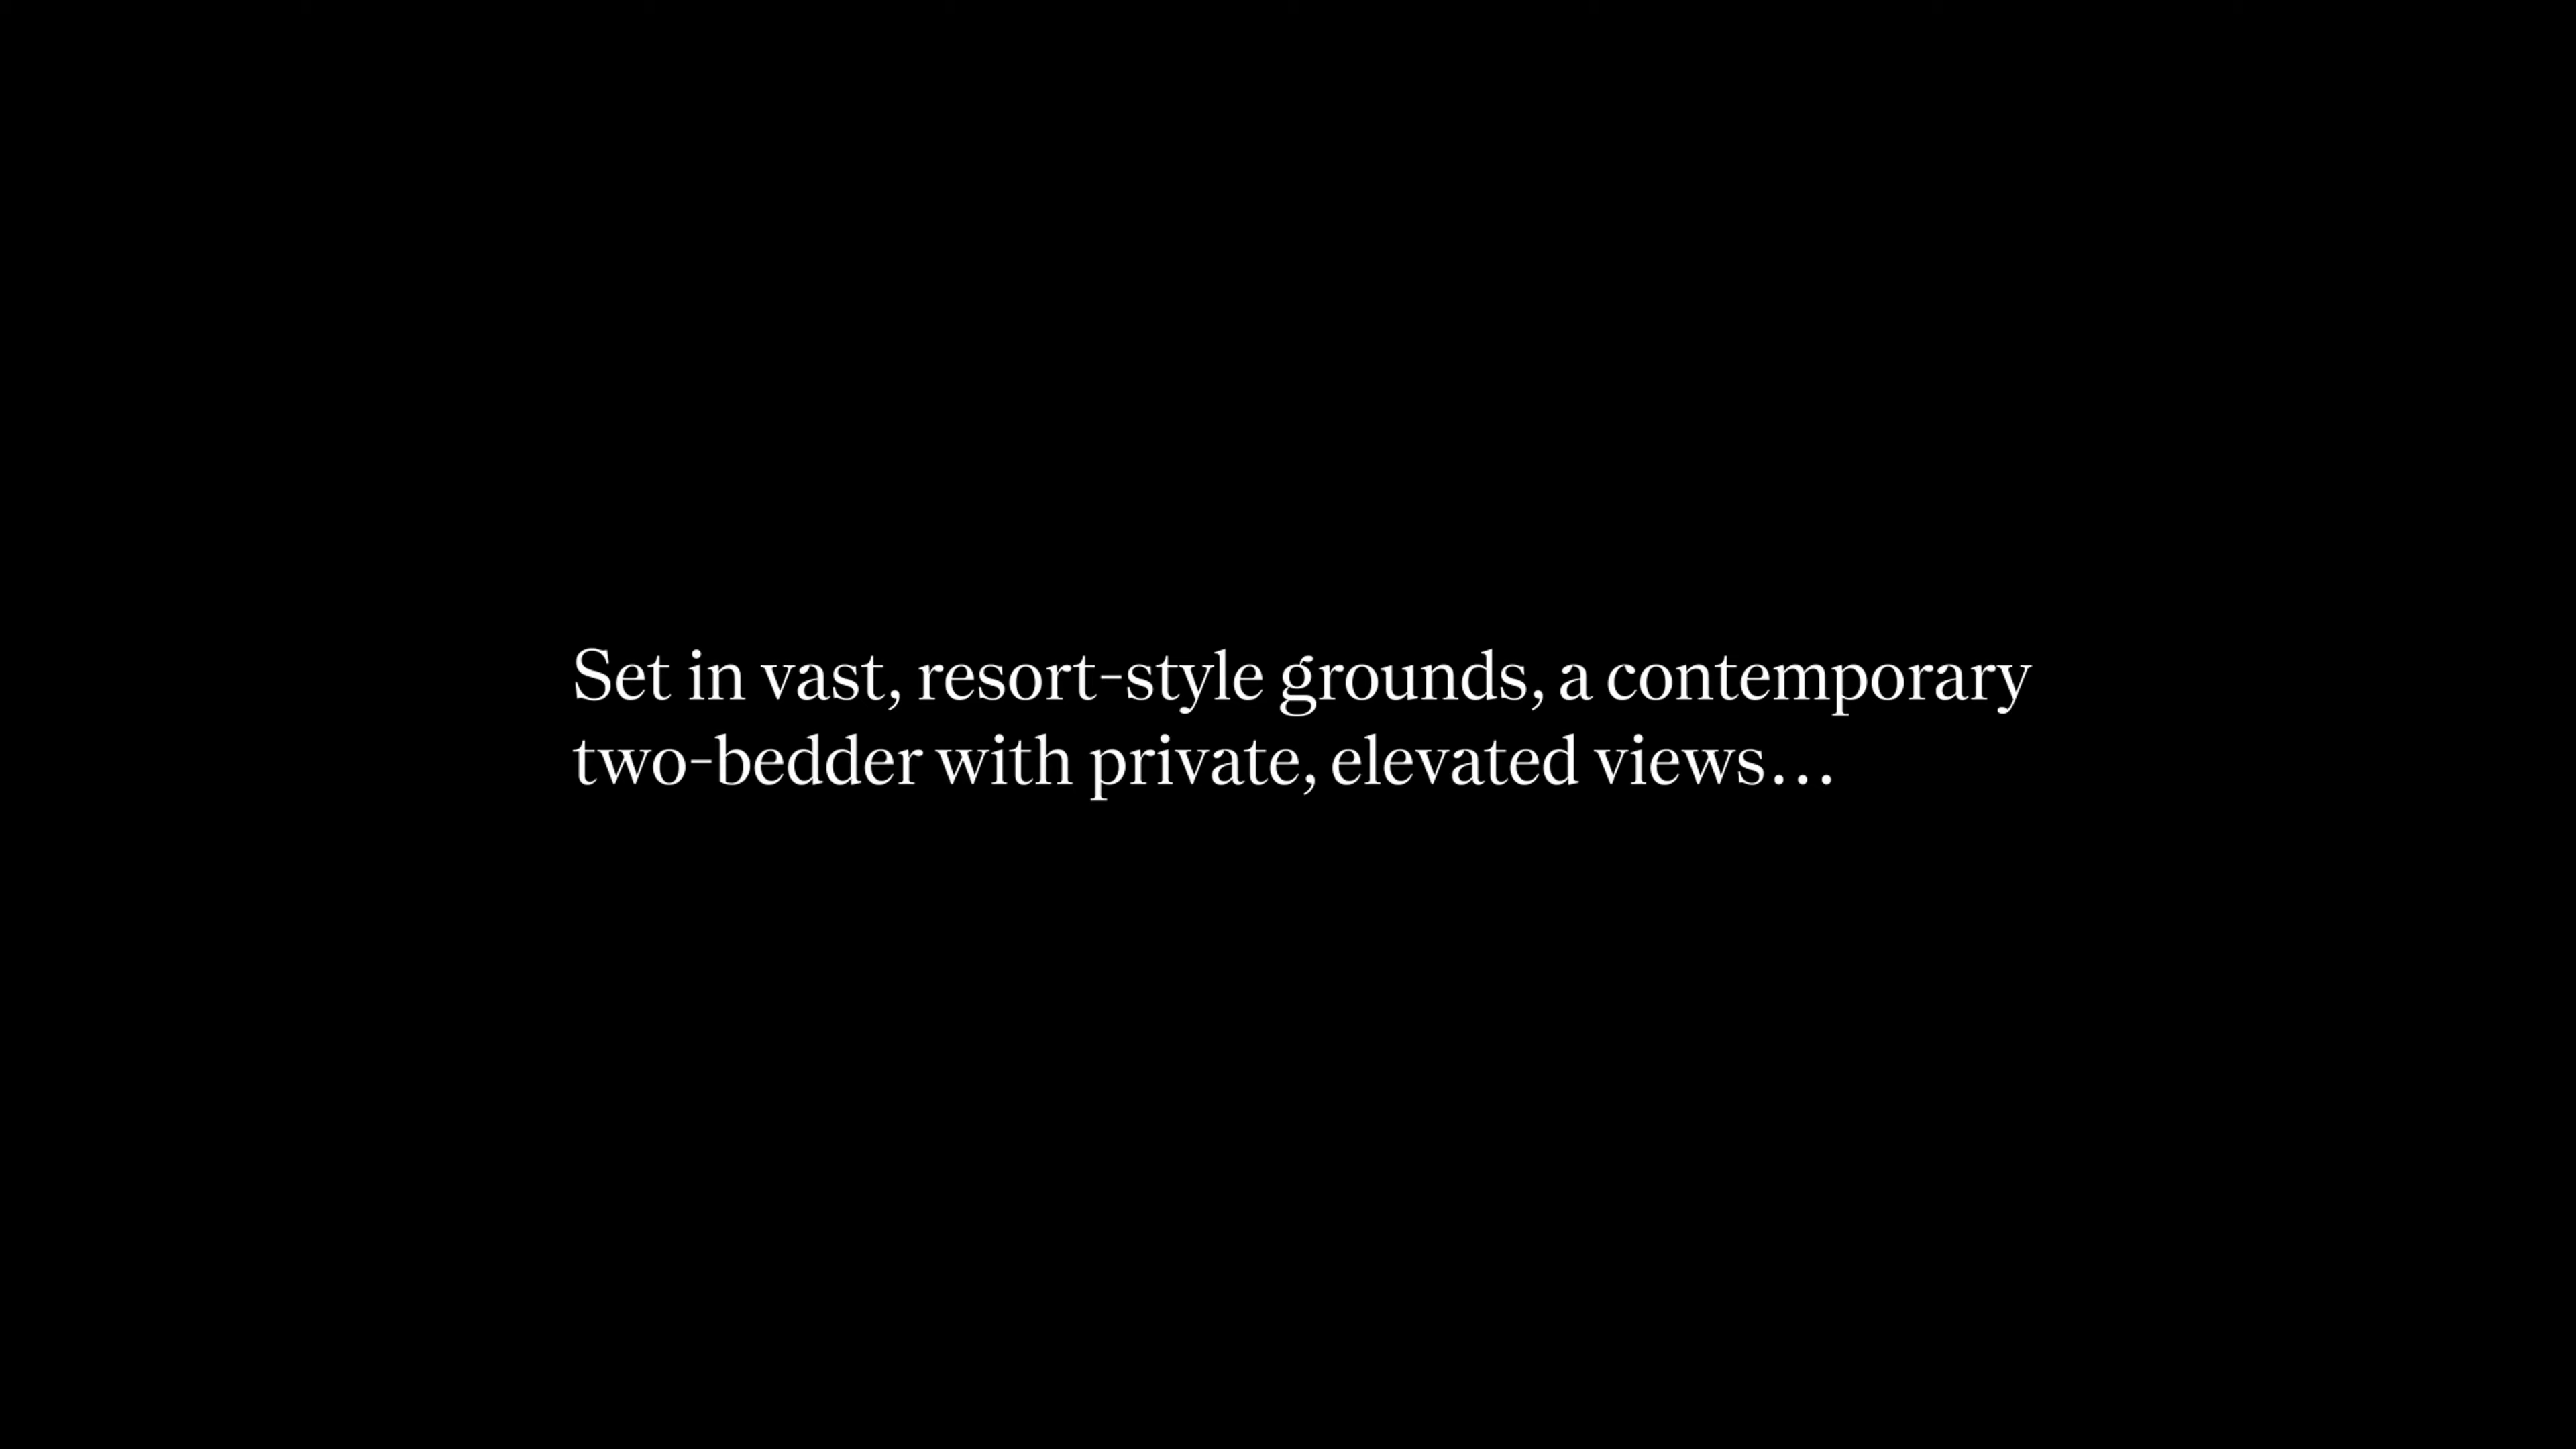 Set in vast, resort-style grounds, a contemporary
two-bedder with private, elevated views…